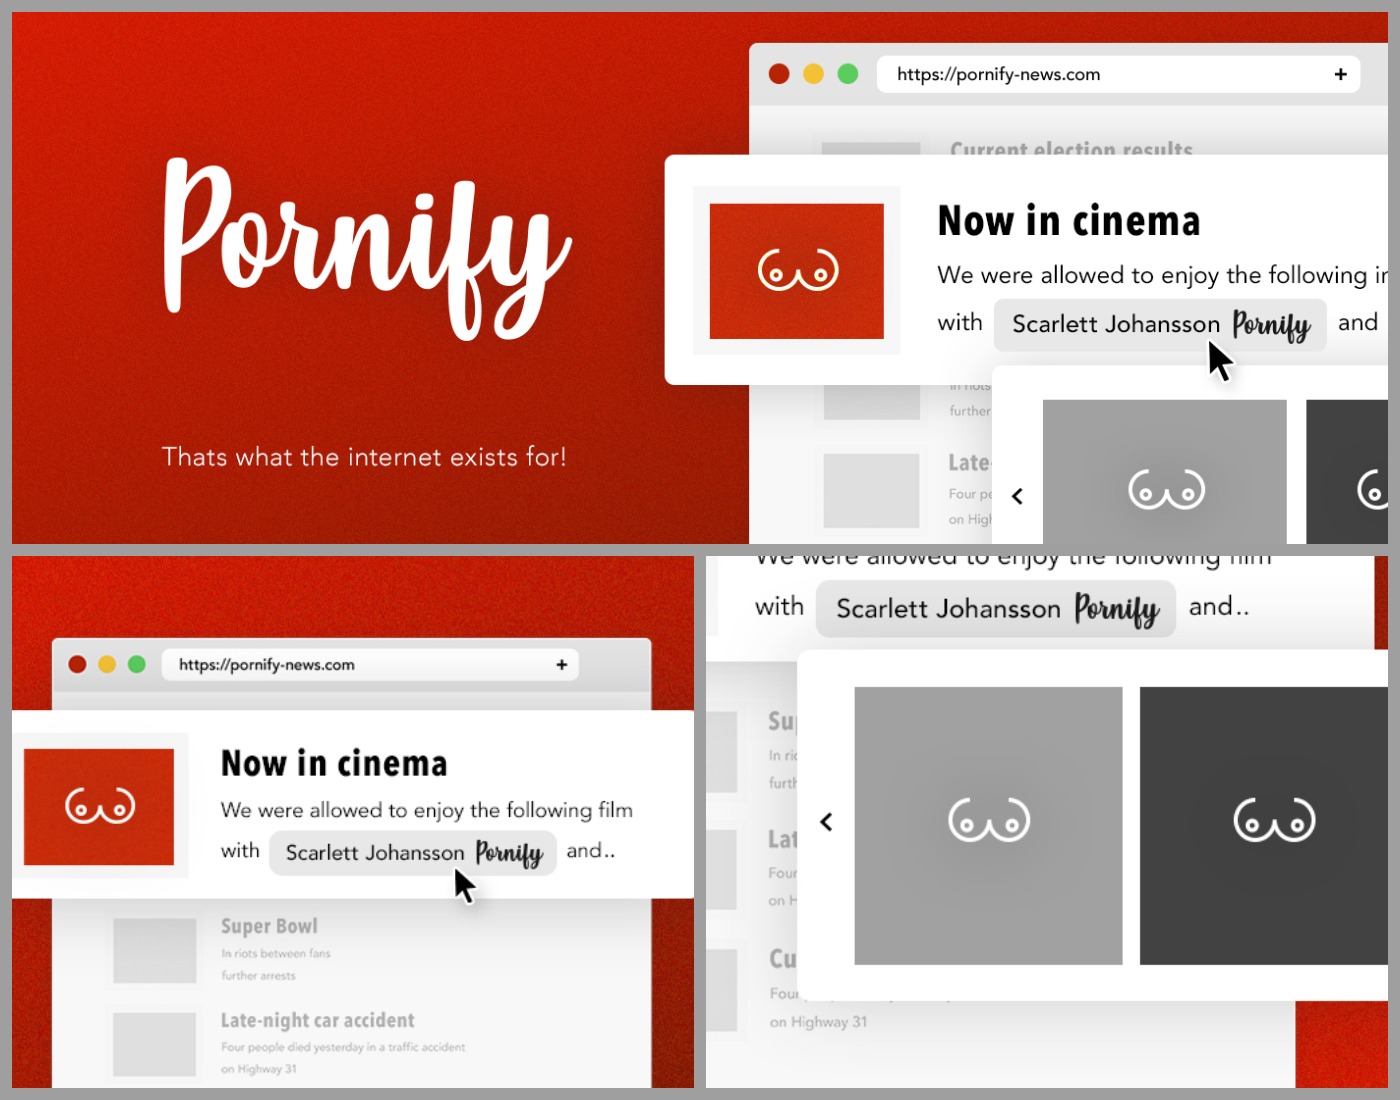 Pornify
Thats what the internet exists for!
https://pornify-news.com +
Current election results
Now in cinema
We were allowed to enjoy the following
with Scarlett Johansson Pornify and
In riots
further
Late-
Four
on High
https://pornify-news.com +
Now in cinema
We were allowed to enjoy the following film
with Scarlett Johansson Pornify and..
Super Bowl
In riots between fans
further arrests
Late-night car accident
Four people died yesterday in a traffic accident
on Highway 31
We were allowed to enjoy the following film
with Scarlett Johansson Pornify and..
Su
In rio
furth
Lat
Four
on H
Cu
Four
on Highway 31